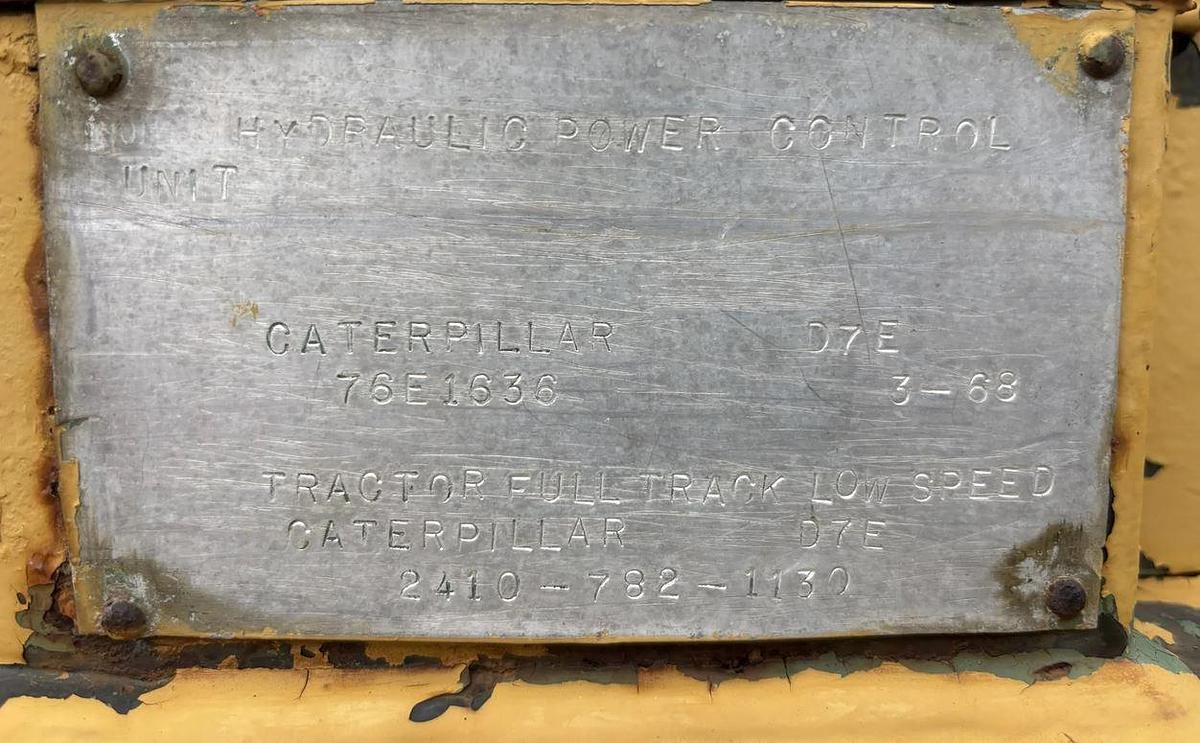 HYDRAULIC POWER CONTROL
UNIT
CATERPILLAR D7E
76E1636 3-68
TRACTOR FULL TRACK LOW SPEED
CATERPILLAR D7E
2410-782-1130